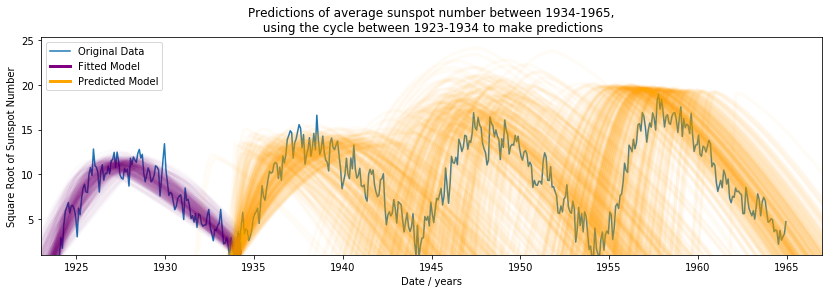 Predictions of average sunspot number between 1934-1965,
using the cycle between 1923-1934 to make predictions
25
20
15
10
5
Square Root of Sunspot Number
Original Data
Fitted Model
Predicted Model
1925 1930 1935 1940 1945 1950 1955 1960 1965
Date / years